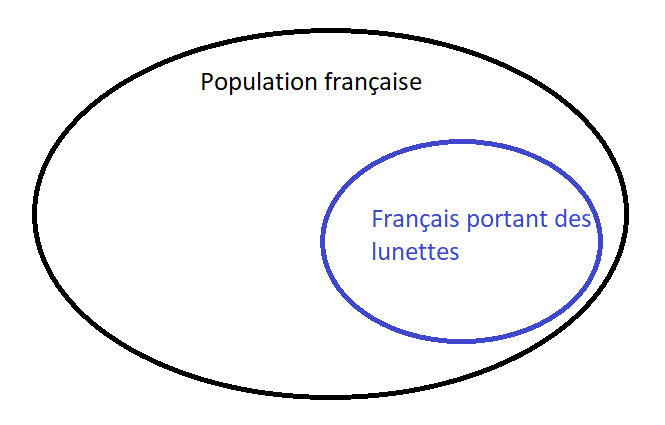 Population française
Français portant des
lunettes